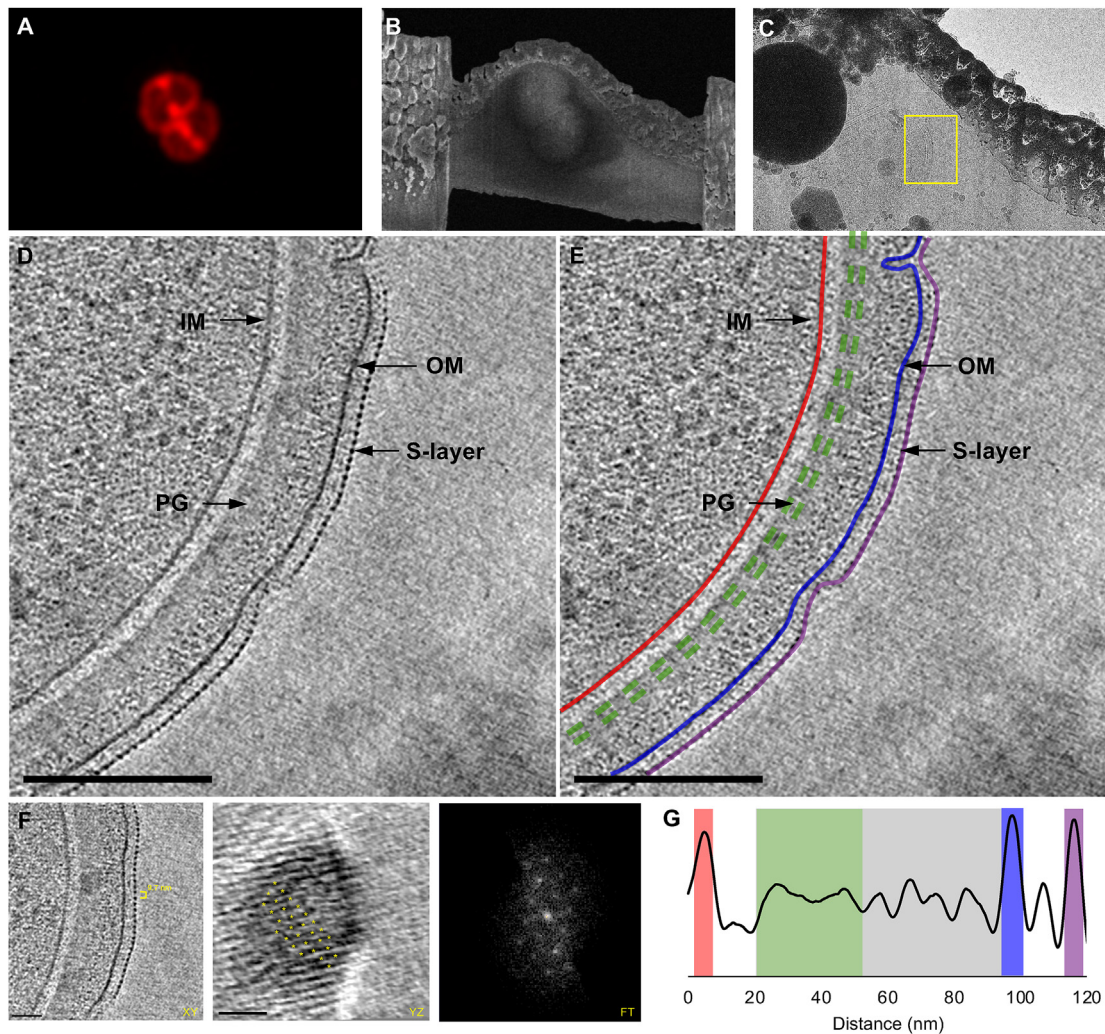 A
B
C
D
IM
OM
S-layer
PG
E
IM
OM
S-layer
PG
F
XY
YZ
FT
G
0 20 40 60 80 100 120
Distance (nm)